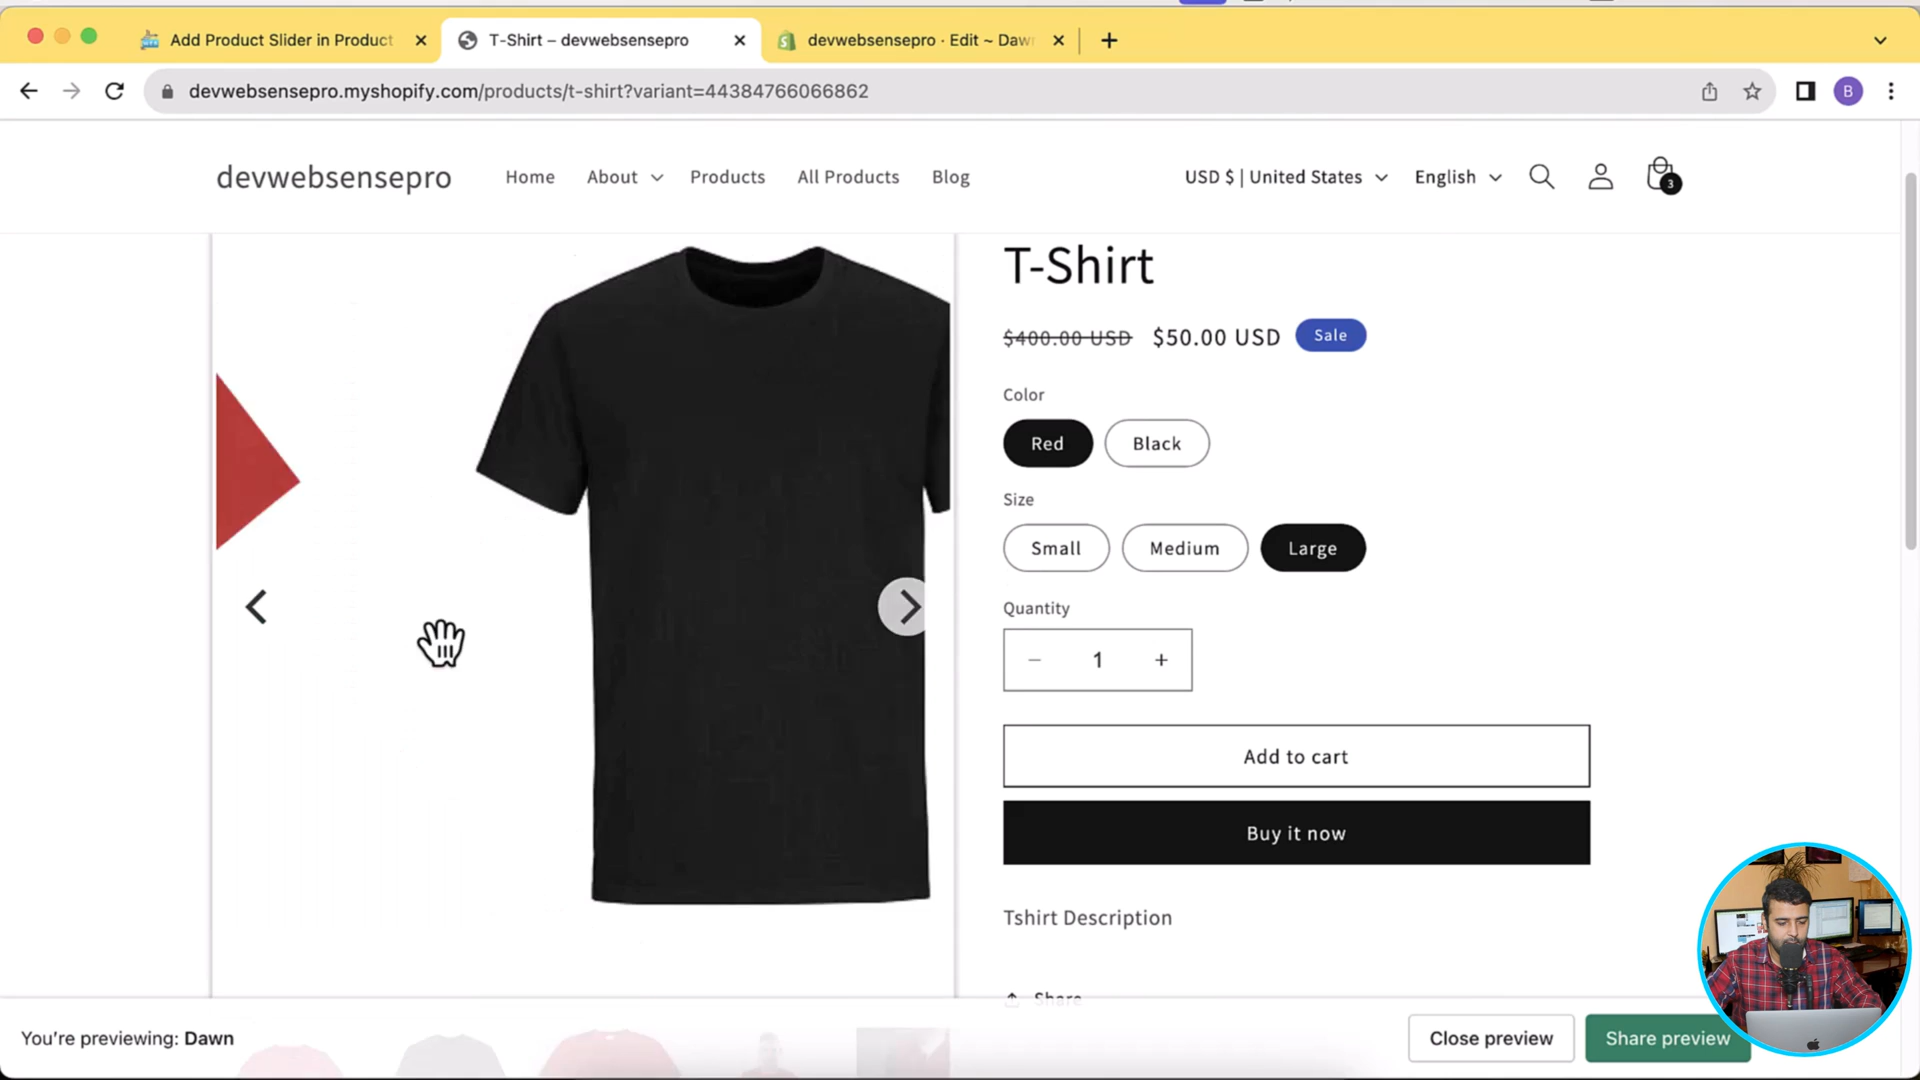 Add Product Slider in Product
T-Shirt – devwebsensepro
devwebsensepro · Edit ~ Daw
devwebsensepro.myshopify.com/products/t-shirt?variant=44384766066862
B
devwebsensepro
Home
About
Products
All Products
Blog
USD $ | United States
English
3
T-Shirt
$400.00 USD $50.00 USD Sale
Color
Red
Black
Size
Small
Medium
Large
Quantity
− 1 +
Add to cart
Buy it now
Tshirt Description
Share
You're previewing: Dawn
Close preview
Share preview